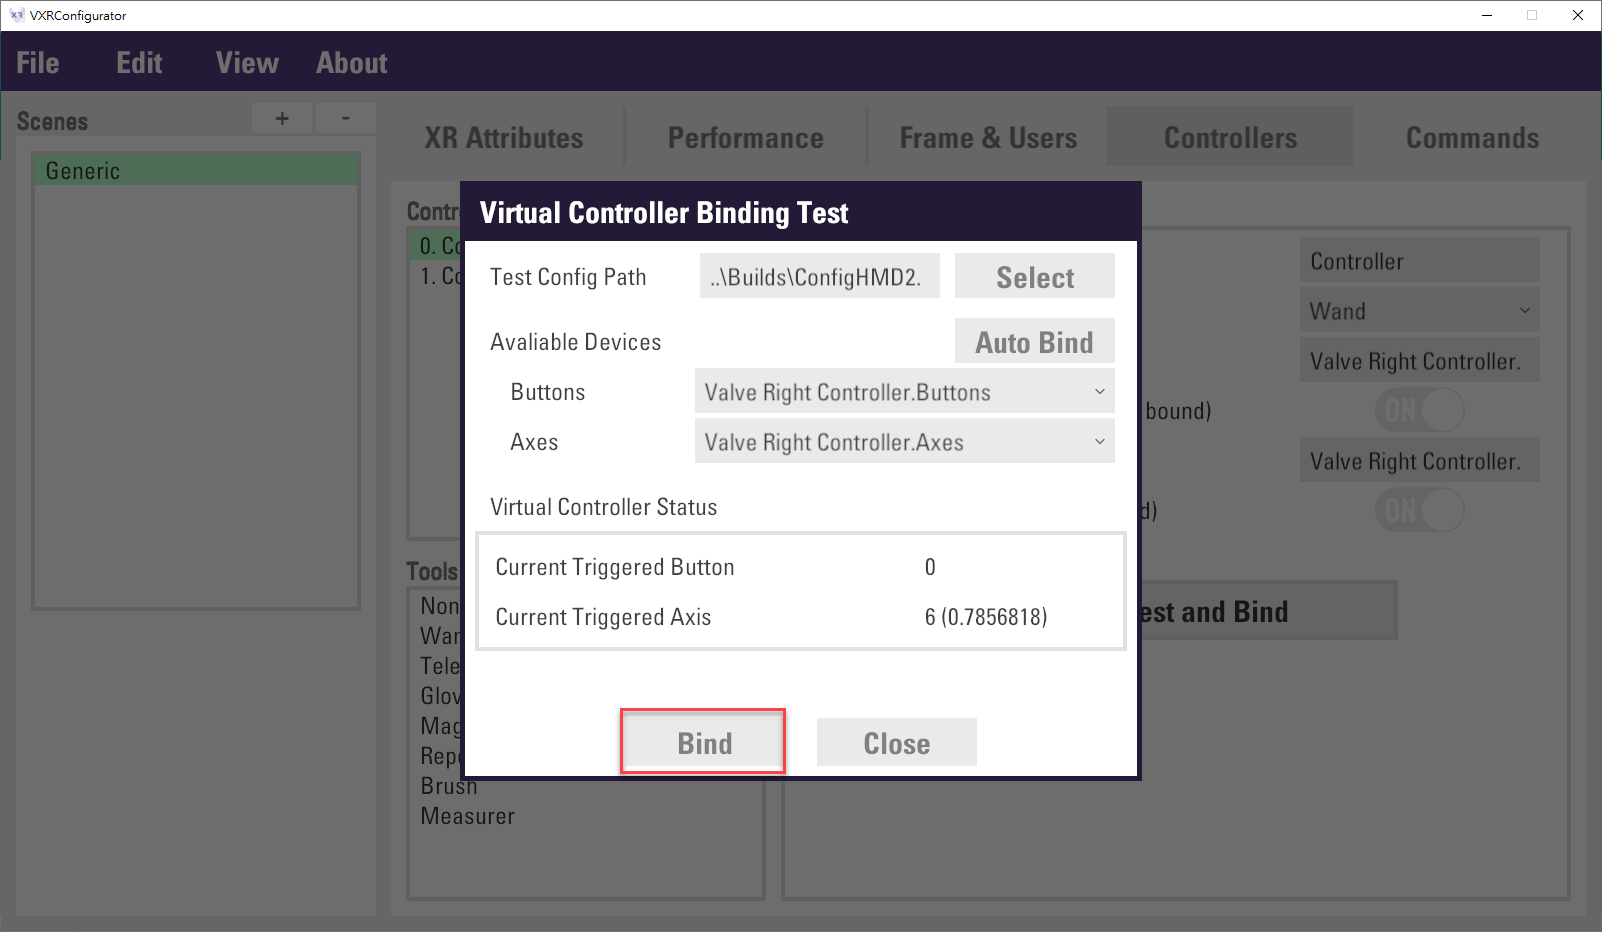 VXRConfigurator
File Edit View About
Scenes + -
XR Attributes Performance Frame & Users Controllers Commands
Generic
Virtual Controller Binding Test
Test Config Path ..\Builds\ConfigHMD2. Select
Avaliable Devices Auto Bind
Buttons Valve Right Controller.Buttons
Axes Valve Right Controller.Axes
Virtual Controller Status
Current Triggered Button 0
Current Triggered Axis 6 (0.7856818)
Bind Close
Contr
0. Co
1. Co
Controller
Wand
Valve Right Controller.
bound) ON
Valve Right Controller.
d) ON
est and Bind
Tools
Non
War
Tele
Glov
Mag
Repo
Brush
Measurer